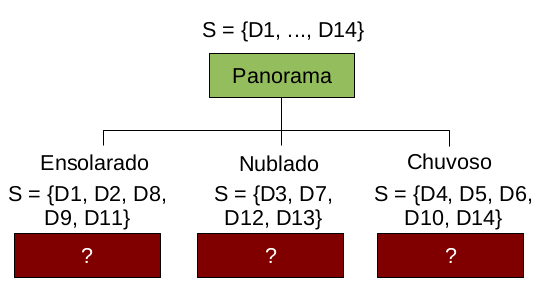 S = {D1, ..., D14}
Panorama
Ensolarado
S = {D1, D2, D8,
D9, D11}
?
Nublado
S = {D3, D7,
D12, D13}
?
Chuvoso
S = {D4, D5, D6,
D10, D14}
?